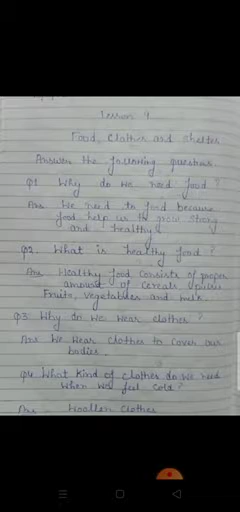 Lesson 4
Food, Clothes and Shelter
Answer the following questions.
Q1 Why do we need food?
Ans We need to food because
food help us to grow strong
and healthy
Q2. What is healthy food?
Ans Healthy food consists of proper
amount of cereals, pulses
Fruits, vegetables and milk.
Q3 Why do we wear clothes?
Ans We wear clothes to cover our
bodies.
Q4 What kind of clothes do we need
When we feel cold?
Ans Woollen clothes